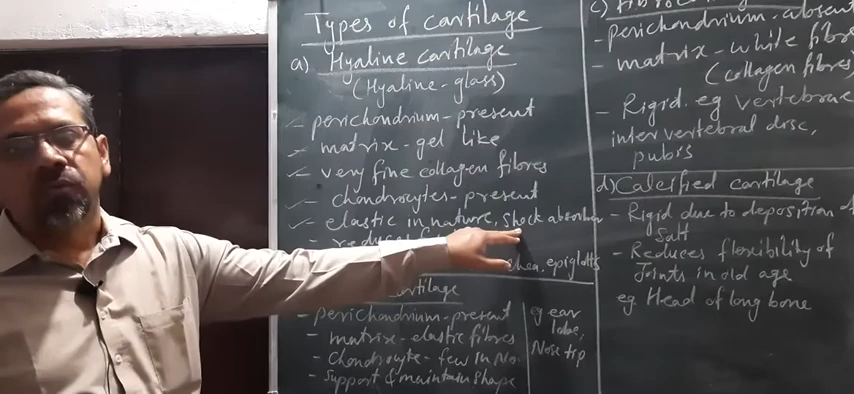 Types of cartilage
a) Hyaline cartilage
(Hyaline-glass)
perichondrium-present
matrix-gel like
very fine collagen fibres
chondrocytes-present
elastic in nature, Shock absorber
- reduces
epiglotts
cartilage
- perichondrium-present
- matrix-elastic fibres
- Chondrocyte-few in No.
- Support & maintain shape
eg ear
lobe,
Nose tip
c)
- perichondrium-absent
- matrix-white fibre
(collagen fibres)
- Rigid. eg vertebrae
intervertebral disc,
pubis
d) Calcified cartilage
- Rigid due to deposition of
Salt
- Reduces flexibility of
Joints in old age
eg. Head of long bone